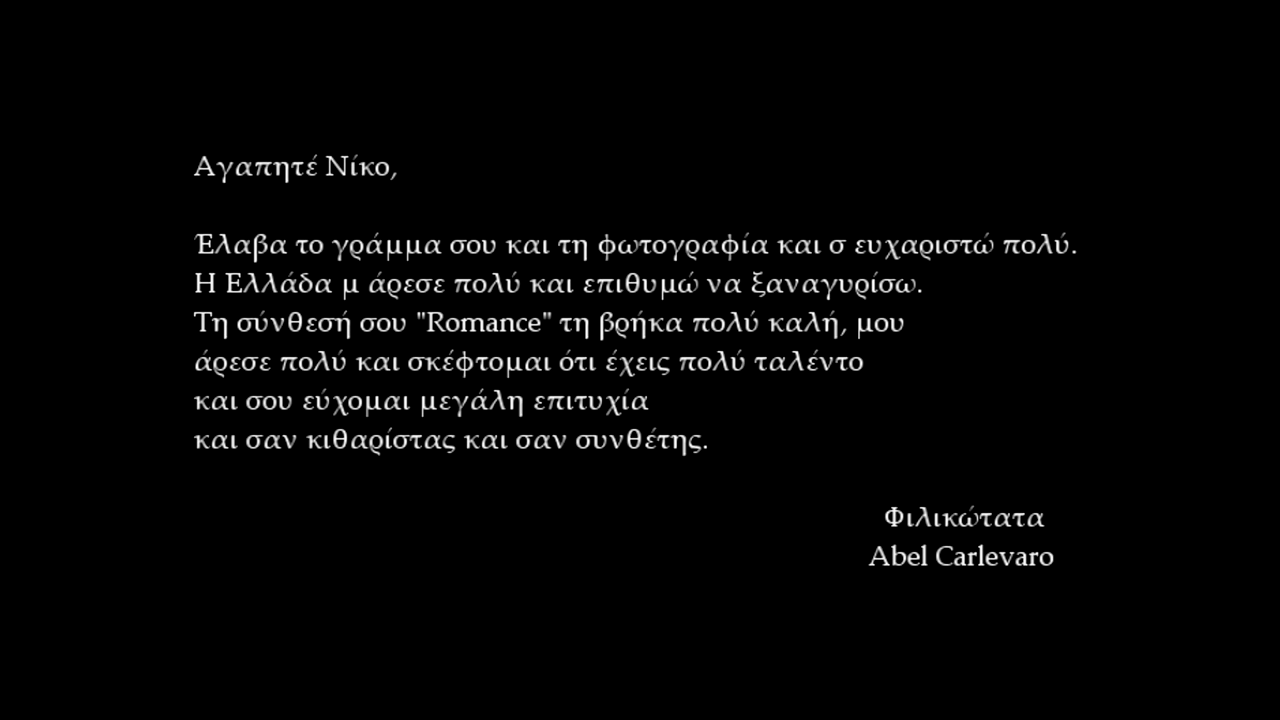 Αγαπητέ Νίκο,
Έλαβα το γράμμα σου και τη φωτογραφία και σ ευχαριστώ πολύ.
Η Ελλάδα μ άρεσε πολύ και επιθυμώ να ξαναγυρίσω.
Τη σύνθεσή σου "Romance" τη βρήκα πολύ καλή, μου
άρεσε πολύ και σκέφτομαι ότι έχεις πολύ ταλέντο
και σου εύχομαι μεγάλη επιτυχία
και σαν κιθαρίστας και σαν συνθέτης.
Φιλικώτατα
Abel Carlevaro